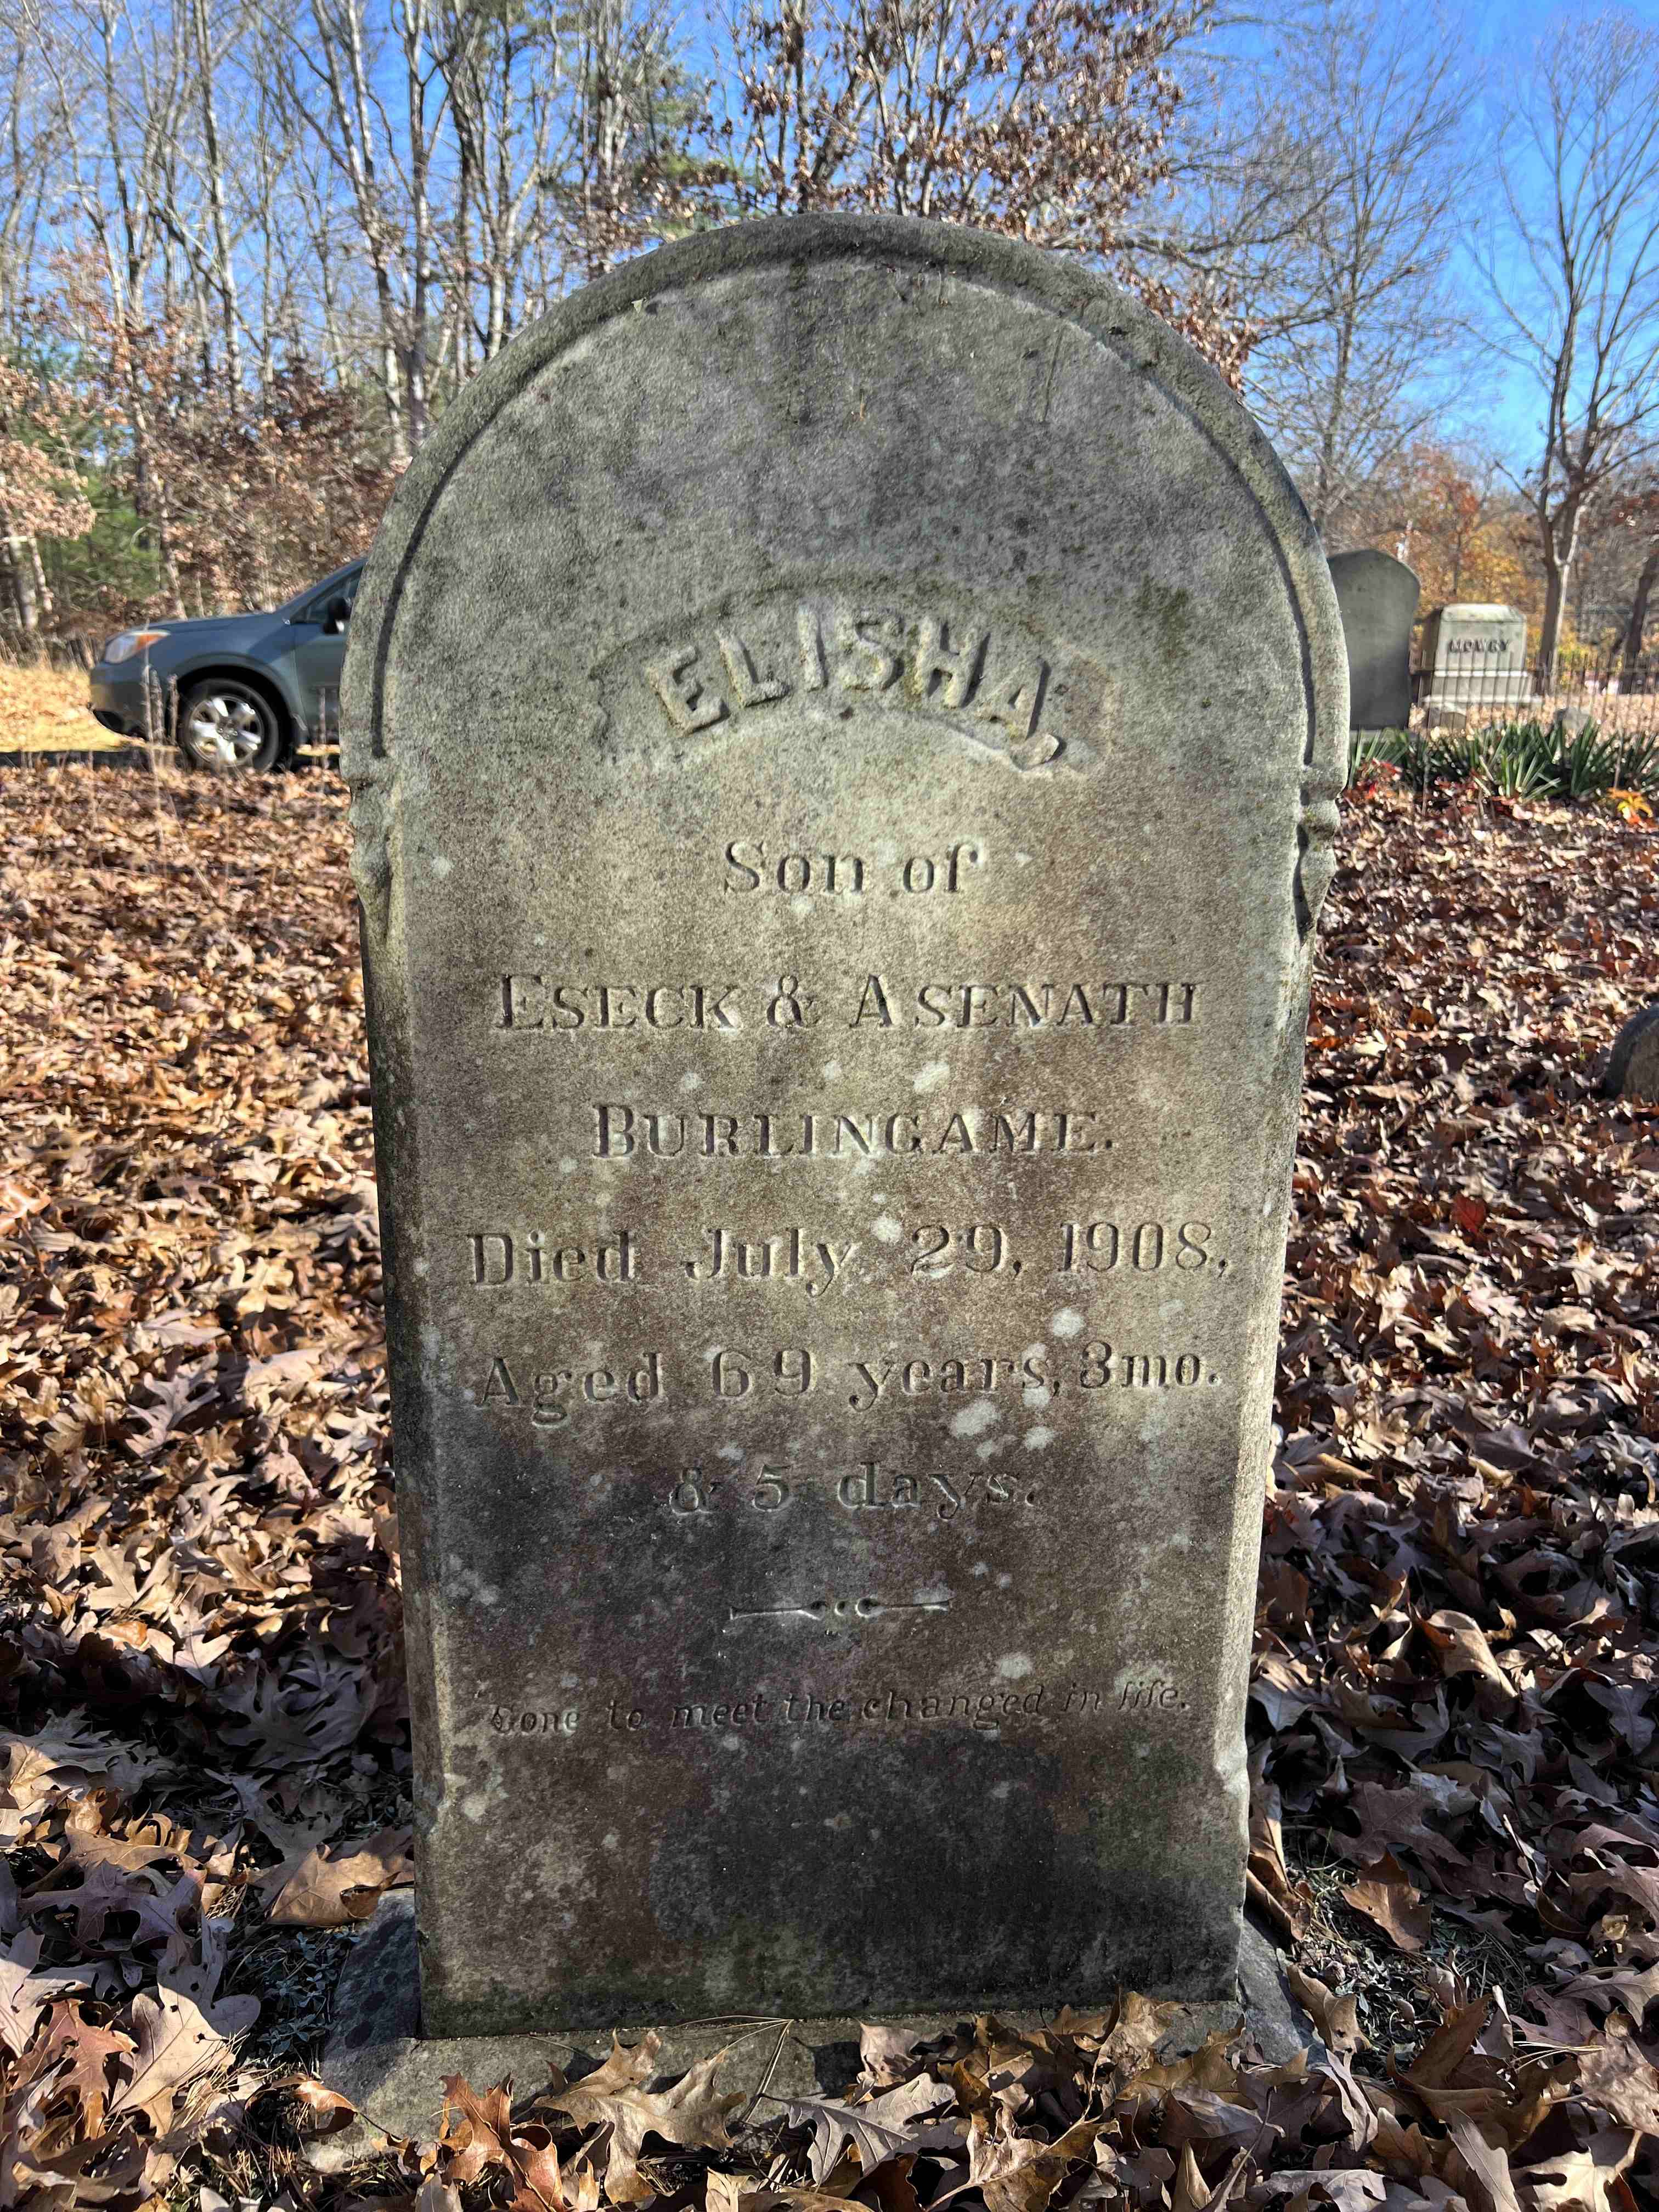 MOWRY
ELISHA,
Son of
ESECK & ASENATH
BURLINGAME.
Died July 29, 1908,
Aged 69 years, 3mo.
& 5 days.
Gone to meet the changed in life.